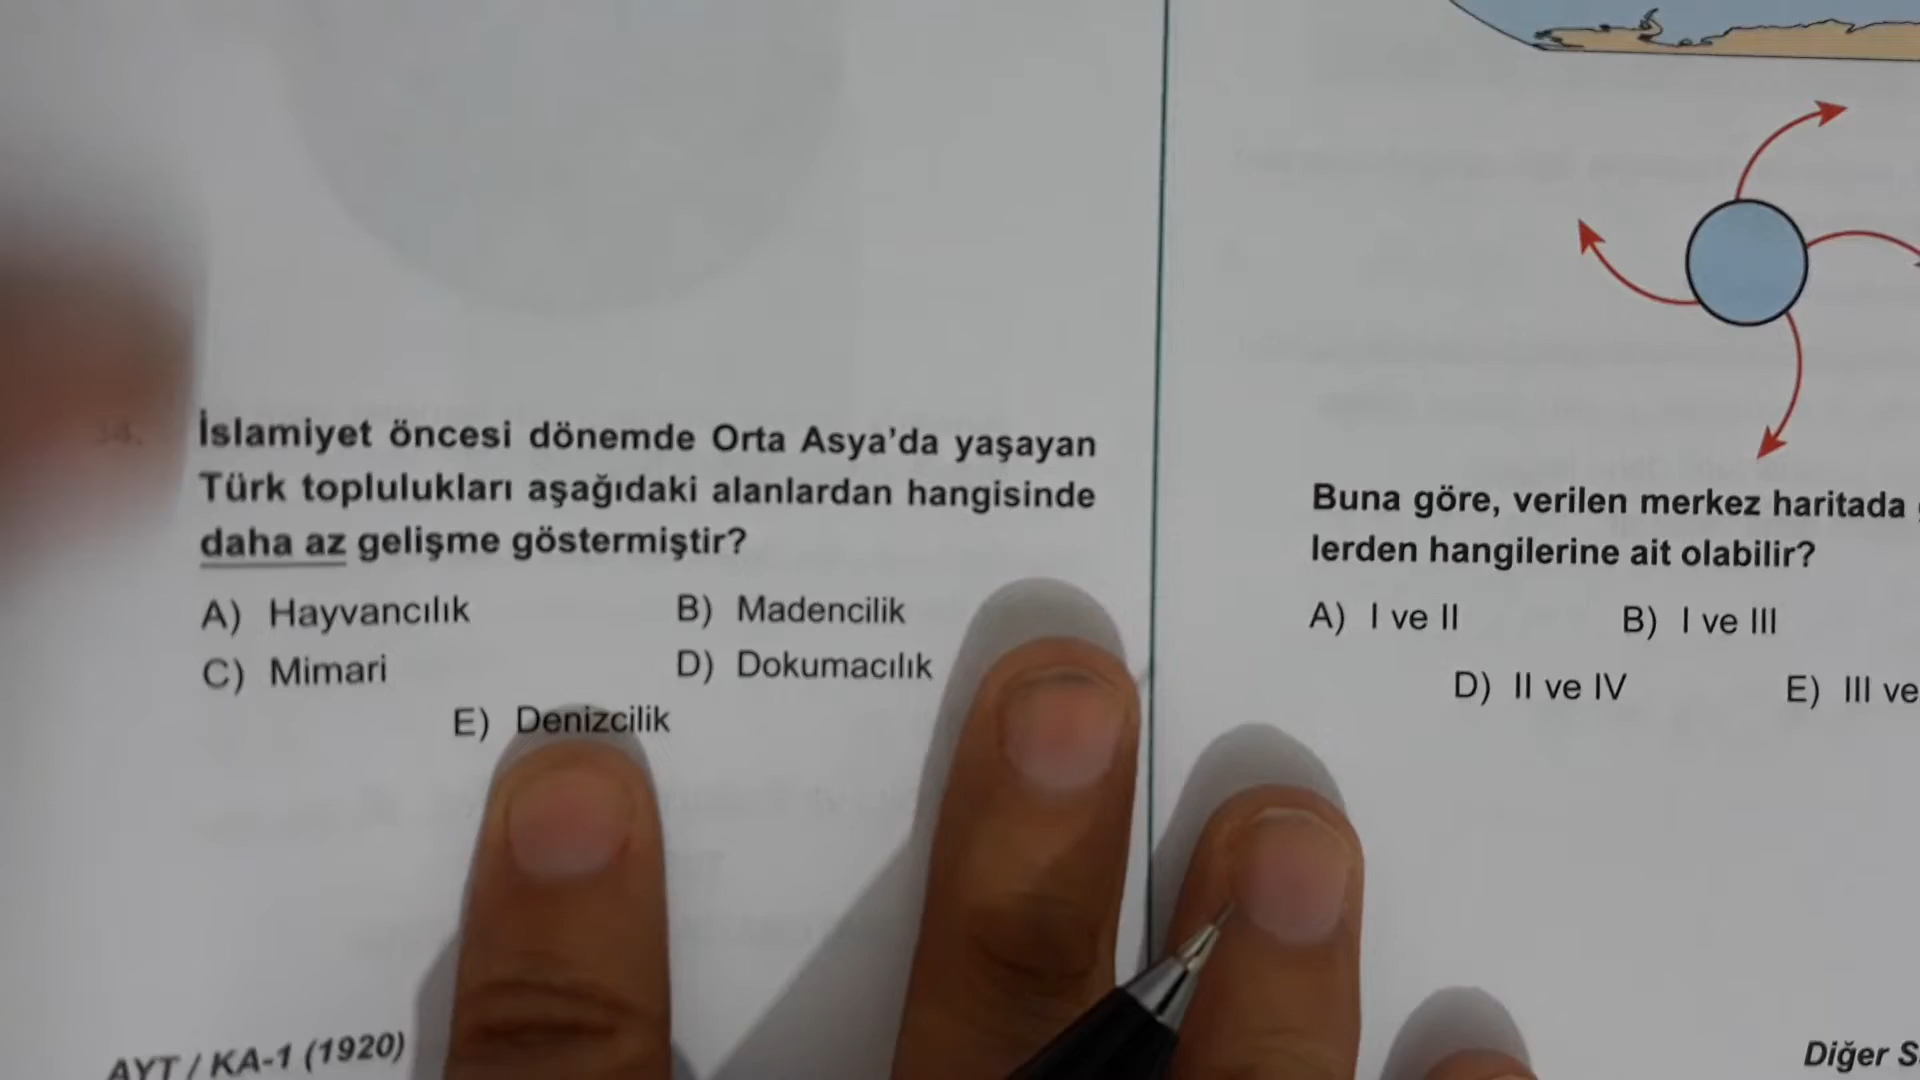 34.
İslamiyet öncesi dönemde Orta Asya'da yaşayan
Türk toplulukları aşağıdaki alanlardan hangisinde
daha az gelişme göstermiştir?
A) Hayvancılık
B) Madencilik
C) Mimari
D) Dokumacılık
E) Denizcilik
AYT / KA-1 (1920)
Buna göre, verilen merkez haritada
lerden hangilerine ait olabilir?
A) I ve II
B) I ve III
D) II ve IV
E) III ve
Diğer